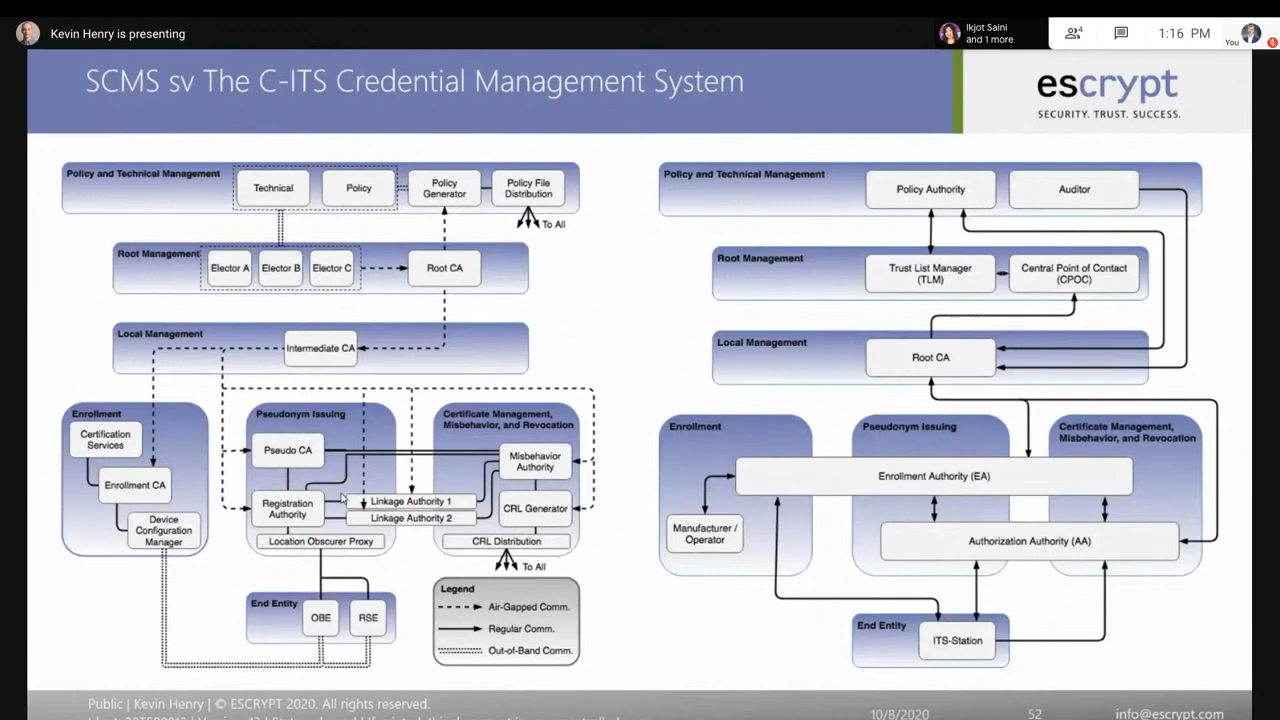 Kevin Henry is presenting
Ikjot Saini
and 1 more
4
1:16 PM
You
SCMS sv The C-ITS Credential Management System
escrypt
SECURITY. TRUST. SUCCESS.
Policy and Technical Management
Technical
Policy
Policy
Generator
Policy File
Distribution
To All
Root Management
Elector A
Elector B
Elector C
Root CA
Local Management
Intermediate CA
Enrollment
Certification
Services
Enrollment CA
Device
Configuration
Manager
Pseudonym Issuing
Pseudo CA
Registration
Authority
Location Obscurer Proxy
Linkage Authority 1
Linkage Authority 2
Certificate Management,
Misbehavior, and Revocation
Misbehavior
Authority
CRL Generator
CRL Distribution
To All
End Entity
OBE
RSE
Legend
Air-Gapped Comm.
Regular Comm.
Out-of-Band Comm.
Policy and Technical Management
Policy Authority
Auditor
Root Management
Trust List Manager
(TLM)
Central Point of Contact
(CPOC)
Local Management
Root CA
Enrollment
Pseudonym Issuing
Certificate Management,
Misbehavior, and Revocation
Enrollment Authority (EA)
Manufacturer /
Operator
Authorization Authority (AA)
End Entity
ITS-Station
Public | Kevin Henry | © ESCRYPT 2020. All rights reserved.
10/8/2020
52
info@escrypt.com